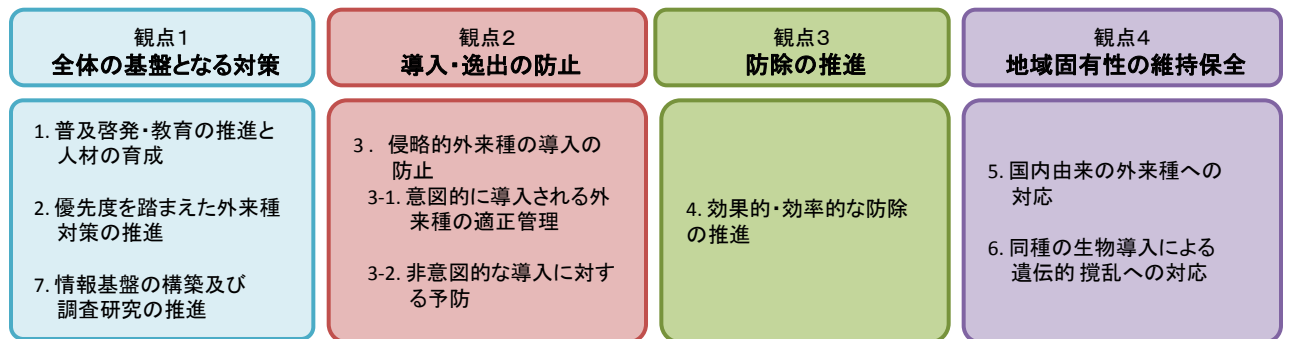 観点1
全体の基盤となる対策
観点2
導入・逸出の防止
観点3
防除の推進
観点4
地域固有性の維持保全
1. 普及啓発・教育の推進と
人材の育成
2. 優先度を踏まえた外来種
対策の推進
7. 情報基盤の構築及び
調査研究の推進
3． 侵略的外来種の導入の
防止
3-1. 意図的に導入される外
来種の適正管理
3-2. 非意図的な導入に対す
る予防
4. 効果的・効率的な防除
の推進
5. 国内由来の外来種への
対応
6. 同種の生物導入による
遺伝的 撹乱への対応